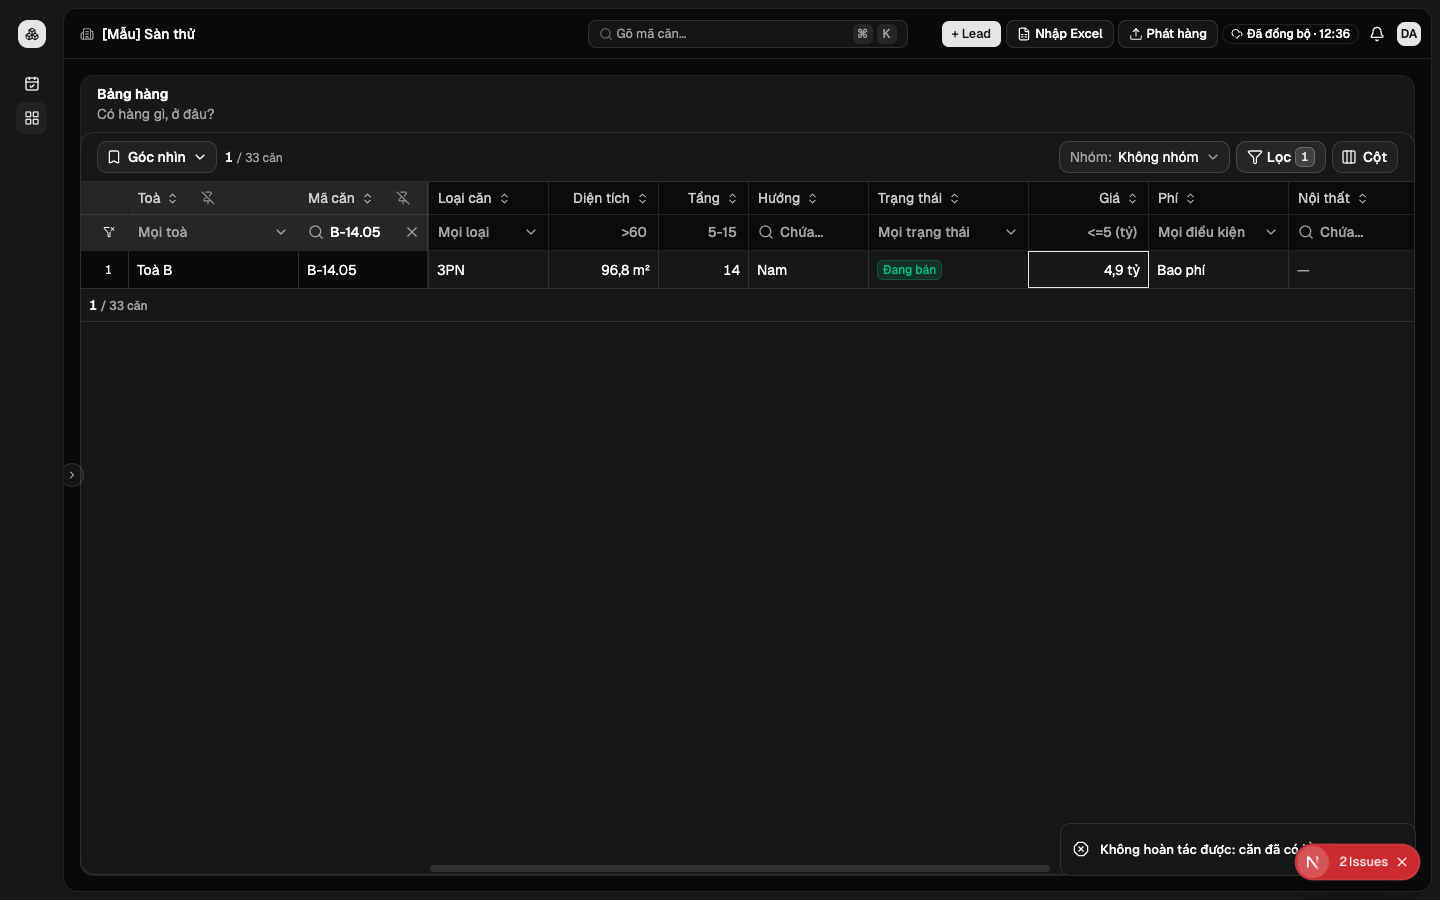 [Mẫu] Sàn thử
Gõ mã căn...
⌘ K
+ Lead
Nhập Excel
Phát hàng
Đã đồng bộ · 12:36
DA
Bảng hàng
Có hàng gì, ở đâu?
Góc nhìn
1 / 33 căn
Nhóm: Không nhóm
Lọc 1
Cột
Toà Mã căn Loại căn Diện tích Tầng Hướng Trạng thái Giá Phí Nội thất
Mọi toà B-14.05 Mọi loại >60 5-15 Chứa... Mọi trạng thái <=5 (tỷ) Mọi điều kiện Chứa...
1 Toà B B-14.05 3PN 96,8 m² 14 Nam Đang bán 4,9 tỷ Bao phí —
1 / 33 căn
Không hoàn tác được: căn đã có
N 2 Issues